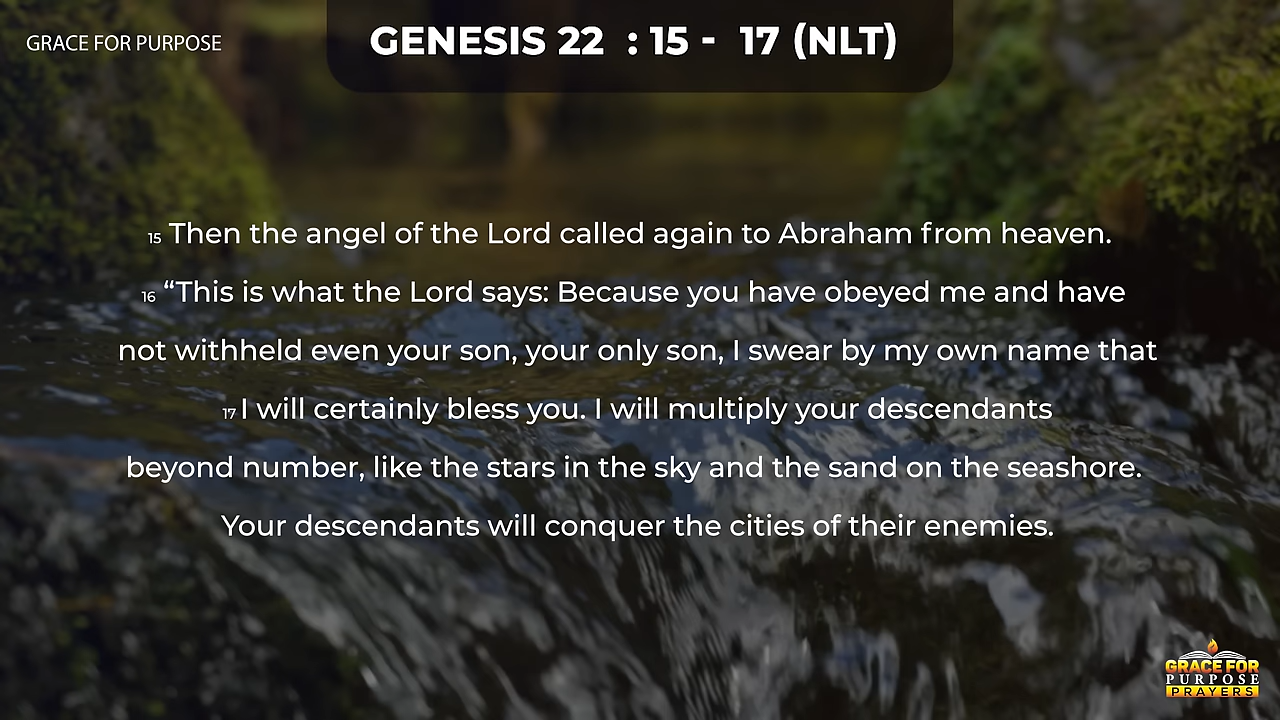 GRACE FOR PURPOSE
GENESIS 22 : 15 - 17 (NLT)
15 Then the angel of the Lord called again to Abraham from heaven.
16 “This is what the Lord says: Because you have obeyed me and have
not withheld even your son, your only son, I swear by my own name that
17 I will certainly bless you. I will multiply your descendants
beyond number, like the stars in the sky and the sand on the seashore.
Your descendants will conquer the cities of their enemies.
GRACE FOR
PURPOSE
PRAYERS